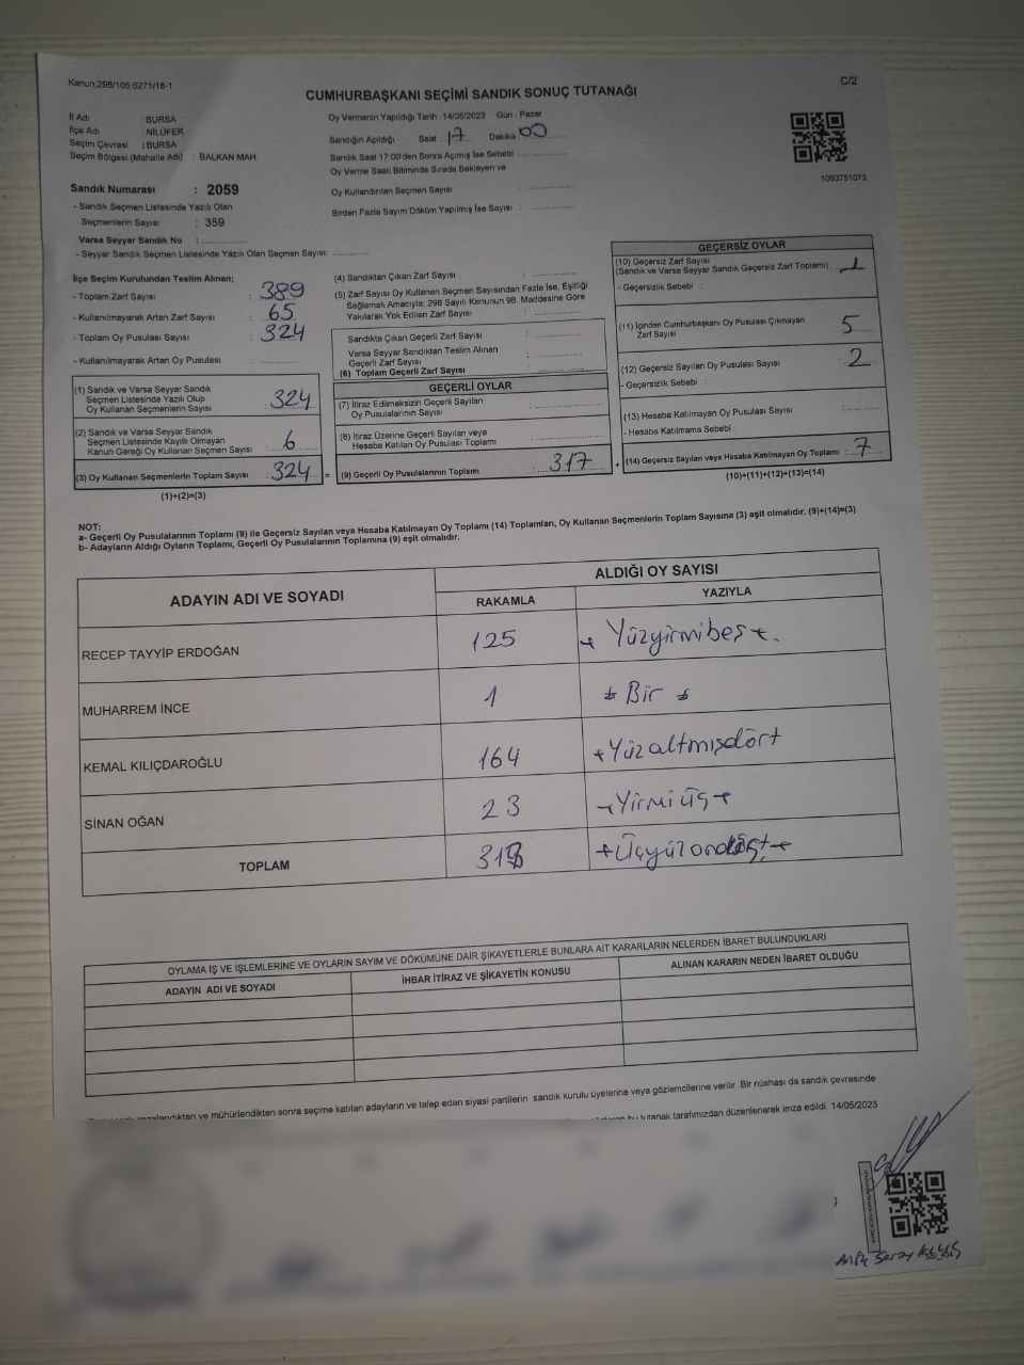 Kanun:298/105,6271/16-1
C/2
CUMHURBAŞKANI SEÇİMİ SANDIK SONUÇ TUTANAĞI
İl Adı BURSA
İlçe Adı NİLÜFER
Seçim Çevresi : BURSA
Seçim Bölgesi (Mahalle Adı) : BALKAN MAH
Sandık Numarası : 2059
- Sandık Seçmen Listesinde Yazılı Olan
Seçmenlerin Sayısı : 359
Varsa Seyyar Sandık No :
- Seyyar Sandık Seçmen Listesinde Yazılı Olan Seçmen Sayısı:
Oy Vermenin Yapıldığı Tarih :14/05/2023 Gün : Pazar
Sandığın Açıldığı : Saat : 17 Dakika 00
Sandık Saat 17:00'den Sonra Açılmış İse Sebebi :
Oy Verme Saati Bitiminde Sırada Bekleyen ve
Oy Kullandırılan Seçmen Sayısı :
Birden Fazla Sayım Döküm Yapılmış İse Sayısı :
1093751073
İlçe Seçim Kurulundan Teslim Alınan:
- Toplam Zarf Sayısı : 389
- Kullanılmayarak Artan Zarf Sayısı : 65
- Toplam Oy Pusulası Sayısı : 324
- Kullanılmayarak Artan Oy Pusulası :
(1) Sandık ve Varsa Seyyar Sandık
Seçmen Listesinde Yazılı Olup
Oy Kullanan Seçmenlerin Sayısı : 324
(2) Sandık ve Varsa Seyyar Sandık
Seçmen Listesinde Kayıtlı Olmayan
Kanun Gereği Oy Kullanan Seçmen Sayısı : 6
(3) Oy Kullanan Seçmenlerin Toplam Sayısı : 324
(1)+(2)=(3)
(4) Sandıktan Çıkan Zarf Sayısı :
(5) Zarf Sayısı Oy Kullanan Seçmen Sayısından Fazla İse, Eşitliği
Sağlamak Amacıyla; 298 Sayılı Kanunun 98. Maddesine Göre
Yakılarak Yok Edilen Zarf Sayısı :
Sandıkta Çıkan Geçerli Zarf Sayısı :
Varsa Seyyar Sandıktan Teslim Alınan
Geçerli Zarf Sayısı :
(6) Toplam Geçerli Zarf Sayısı :
GEÇERLİ OYLAR
(7) İtiraz Edilmeksizin Geçerli Sayılan
Oy Pusulalarının Sayısı :
(8) İtiraz Üzerine Geçerli Sayılan veya
Hesaba Katılan Oy Pusulası Toplamı :
= (9) Geçerli Oy Pusulalarının Toplamı : 317
GEÇERSİZ OYLAR
(10) Geçersiz Zarf Sayısı
(Sandık ve Varsa Seyyar Sandık Geçersiz Zarf Toplamı) : 1
- Geçersizlik Sebebi :
(11) İçinden Cumhurbaşkanı Oy Pusulası Çıkmayan
Zarf Sayısı : 5
(12) Geçersiz Sayılan Oy Pusulası Sayısı : 2
- Geçersizlik Sebebi :
(13) Hesaba Katılmayan Oy Pusulası Sayısı :
- Hesaba Katılmama Sebebi :
+ (14) Geçersiz Sayılan veya Hesaba Katılmayan Oy Toplamı : 7
(10)+(11)+(12)+(13)=(14)
NOT:
a- Geçerli Oy Pusulalarının Toplamı (9) ile Geçersiz Sayılan veya Hesaba Katılmayan Oy Toplamı (14) Toplamları, Oy Kullanan Seçmenlerin Toplam Sayısına (3) eşit olmalıdır. (9)+(14)=(3)
b- Adayların Aldığı Oyların Toplamı, Geçerli Oy Pusulalarının Toplamına (9) eşit olmalıdır.
ADAYIN ADI VE SOYADI
ALDIĞI OY SAYISI
RAKAMLA YAZIYLA
RECEP TAYYİP ERDOĞAN 125 Yüzyirmibeş
MUHARREM İNCE 1 Bir
KEMAL KILIÇDAROĞLU 164 Yüzaltmışdört
SİNAN OĞAN 23 Yirmiüç
TOPLAM
OYLAMA İŞ VE İŞLEMLERİNE VE OYLARIN SAYIM VE DÖKÜMÜNE DAİR ŞİKAYETLERLE BUNLARA AİT KARARLARIN NELERDEN İBARET BULUNDUKLARI
ADAYIN ADI VE SOYADI İHBAR İTİRAZ VE ŞİKAYETİN KONUSU ALINAN KARARIN NEDEN İBARET OLDUĞU
ve mühürlendikten sonra seçime katılan adayların ve talep eden siyasi partilerin sandık kurulu üyelerine veya gözlemcilerine verilir. Bir nüshası da sandık çevresinde
tutanak tarafımızdan düzenlenerek imza edildi. 14/05/2023